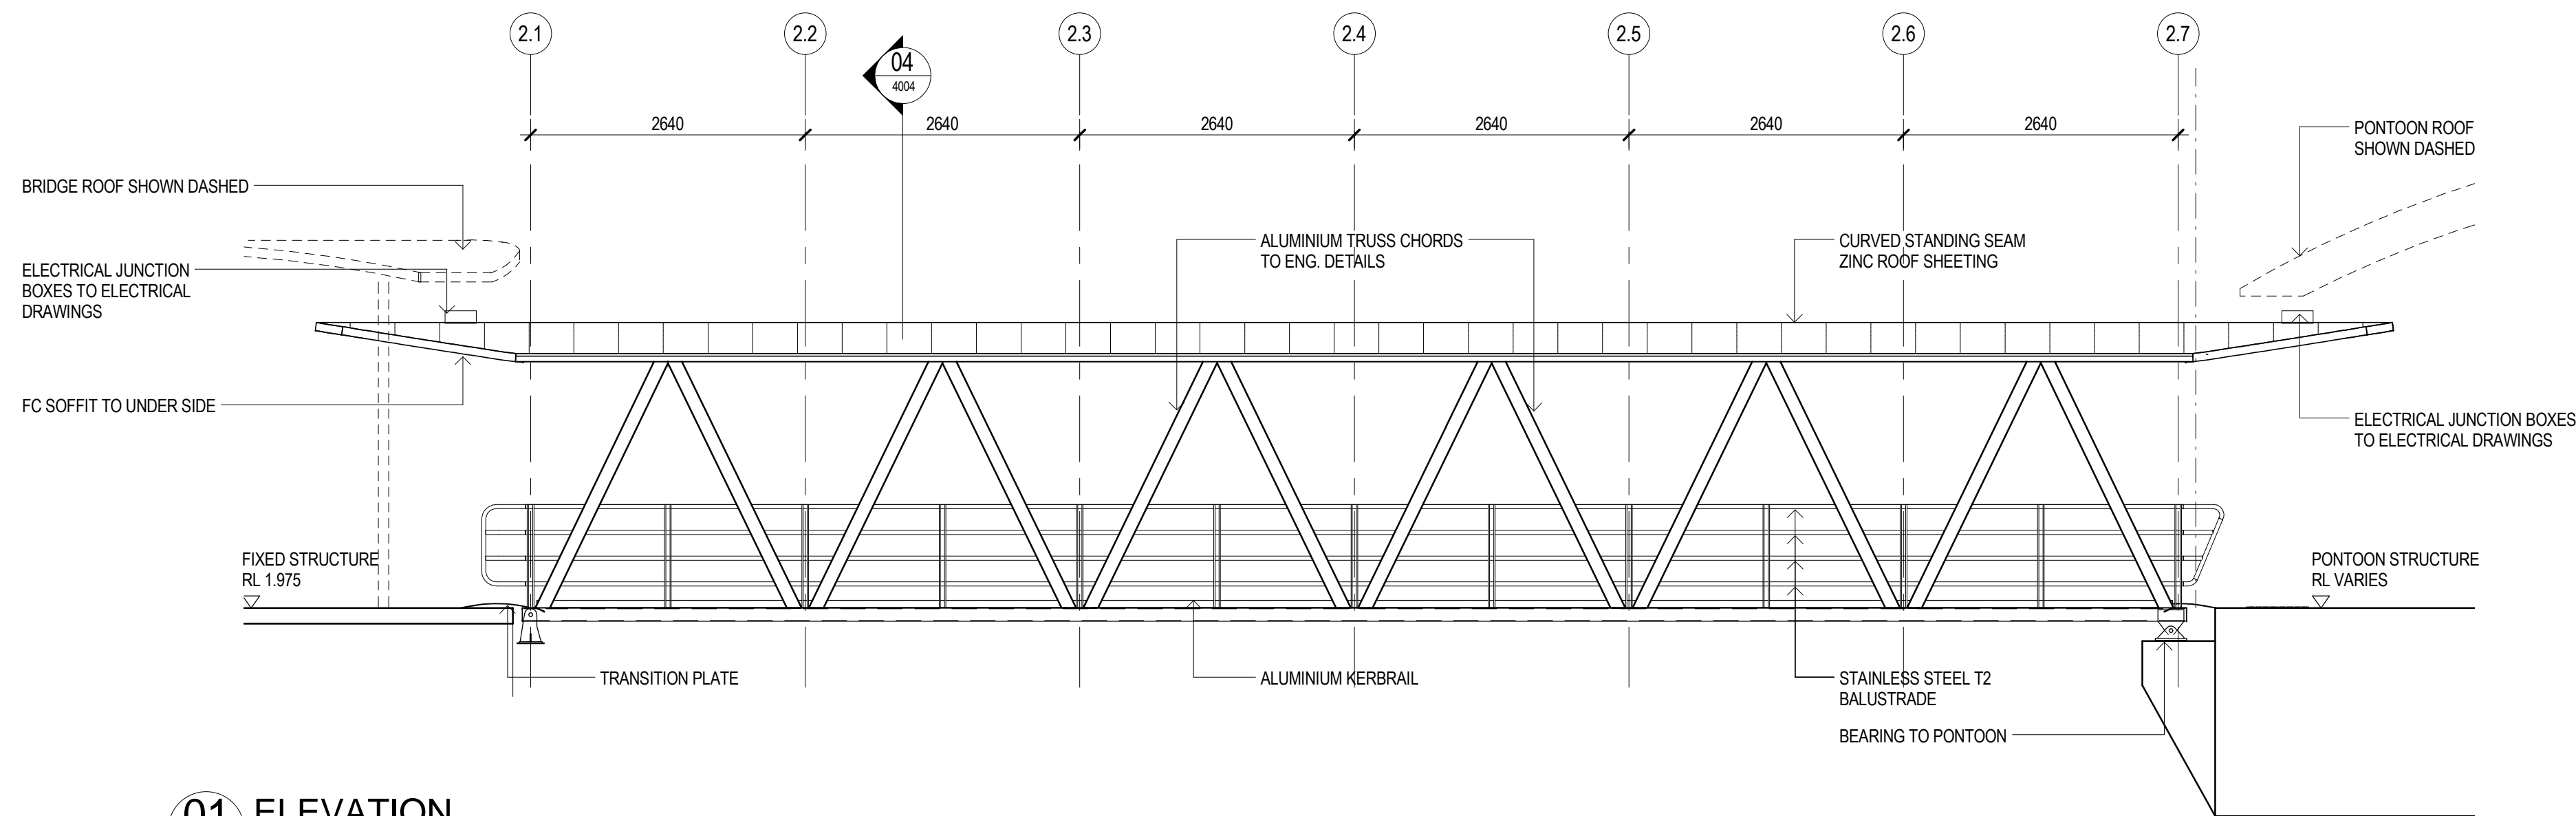 2.1
2.2
2.3
2.4
2.5
2.6
2.7
04
4004
2640
2640
2640
2640
2640
2640
PONTOON ROOF
SHOWN DASHED
BRIDGE ROOF SHOWN DASHED
ELECTRICAL JUNCTION
BOXES TO ELECTRICAL
DRAWINGS
ALUMINIUM TRUSS CHORDS
TO ENG. DETAILS
CURVED STANDING SEAM
ZINC ROOF SHEETING
FC SOFFIT TO UNDER SIDE
ELECTRICAL JUNCTION BOXES
TO ELECTRICAL DRAWINGS
FIXED STRUCTURE
RL 1.975
PONTOON STRUCTURE
RL VARIES
TRANSITION PLATE
ALUMINIUM KERBRAIL
STAINLESS STEEL T2
BALUSTRADE
BEARING TO PONTOON
01
ELEVATION